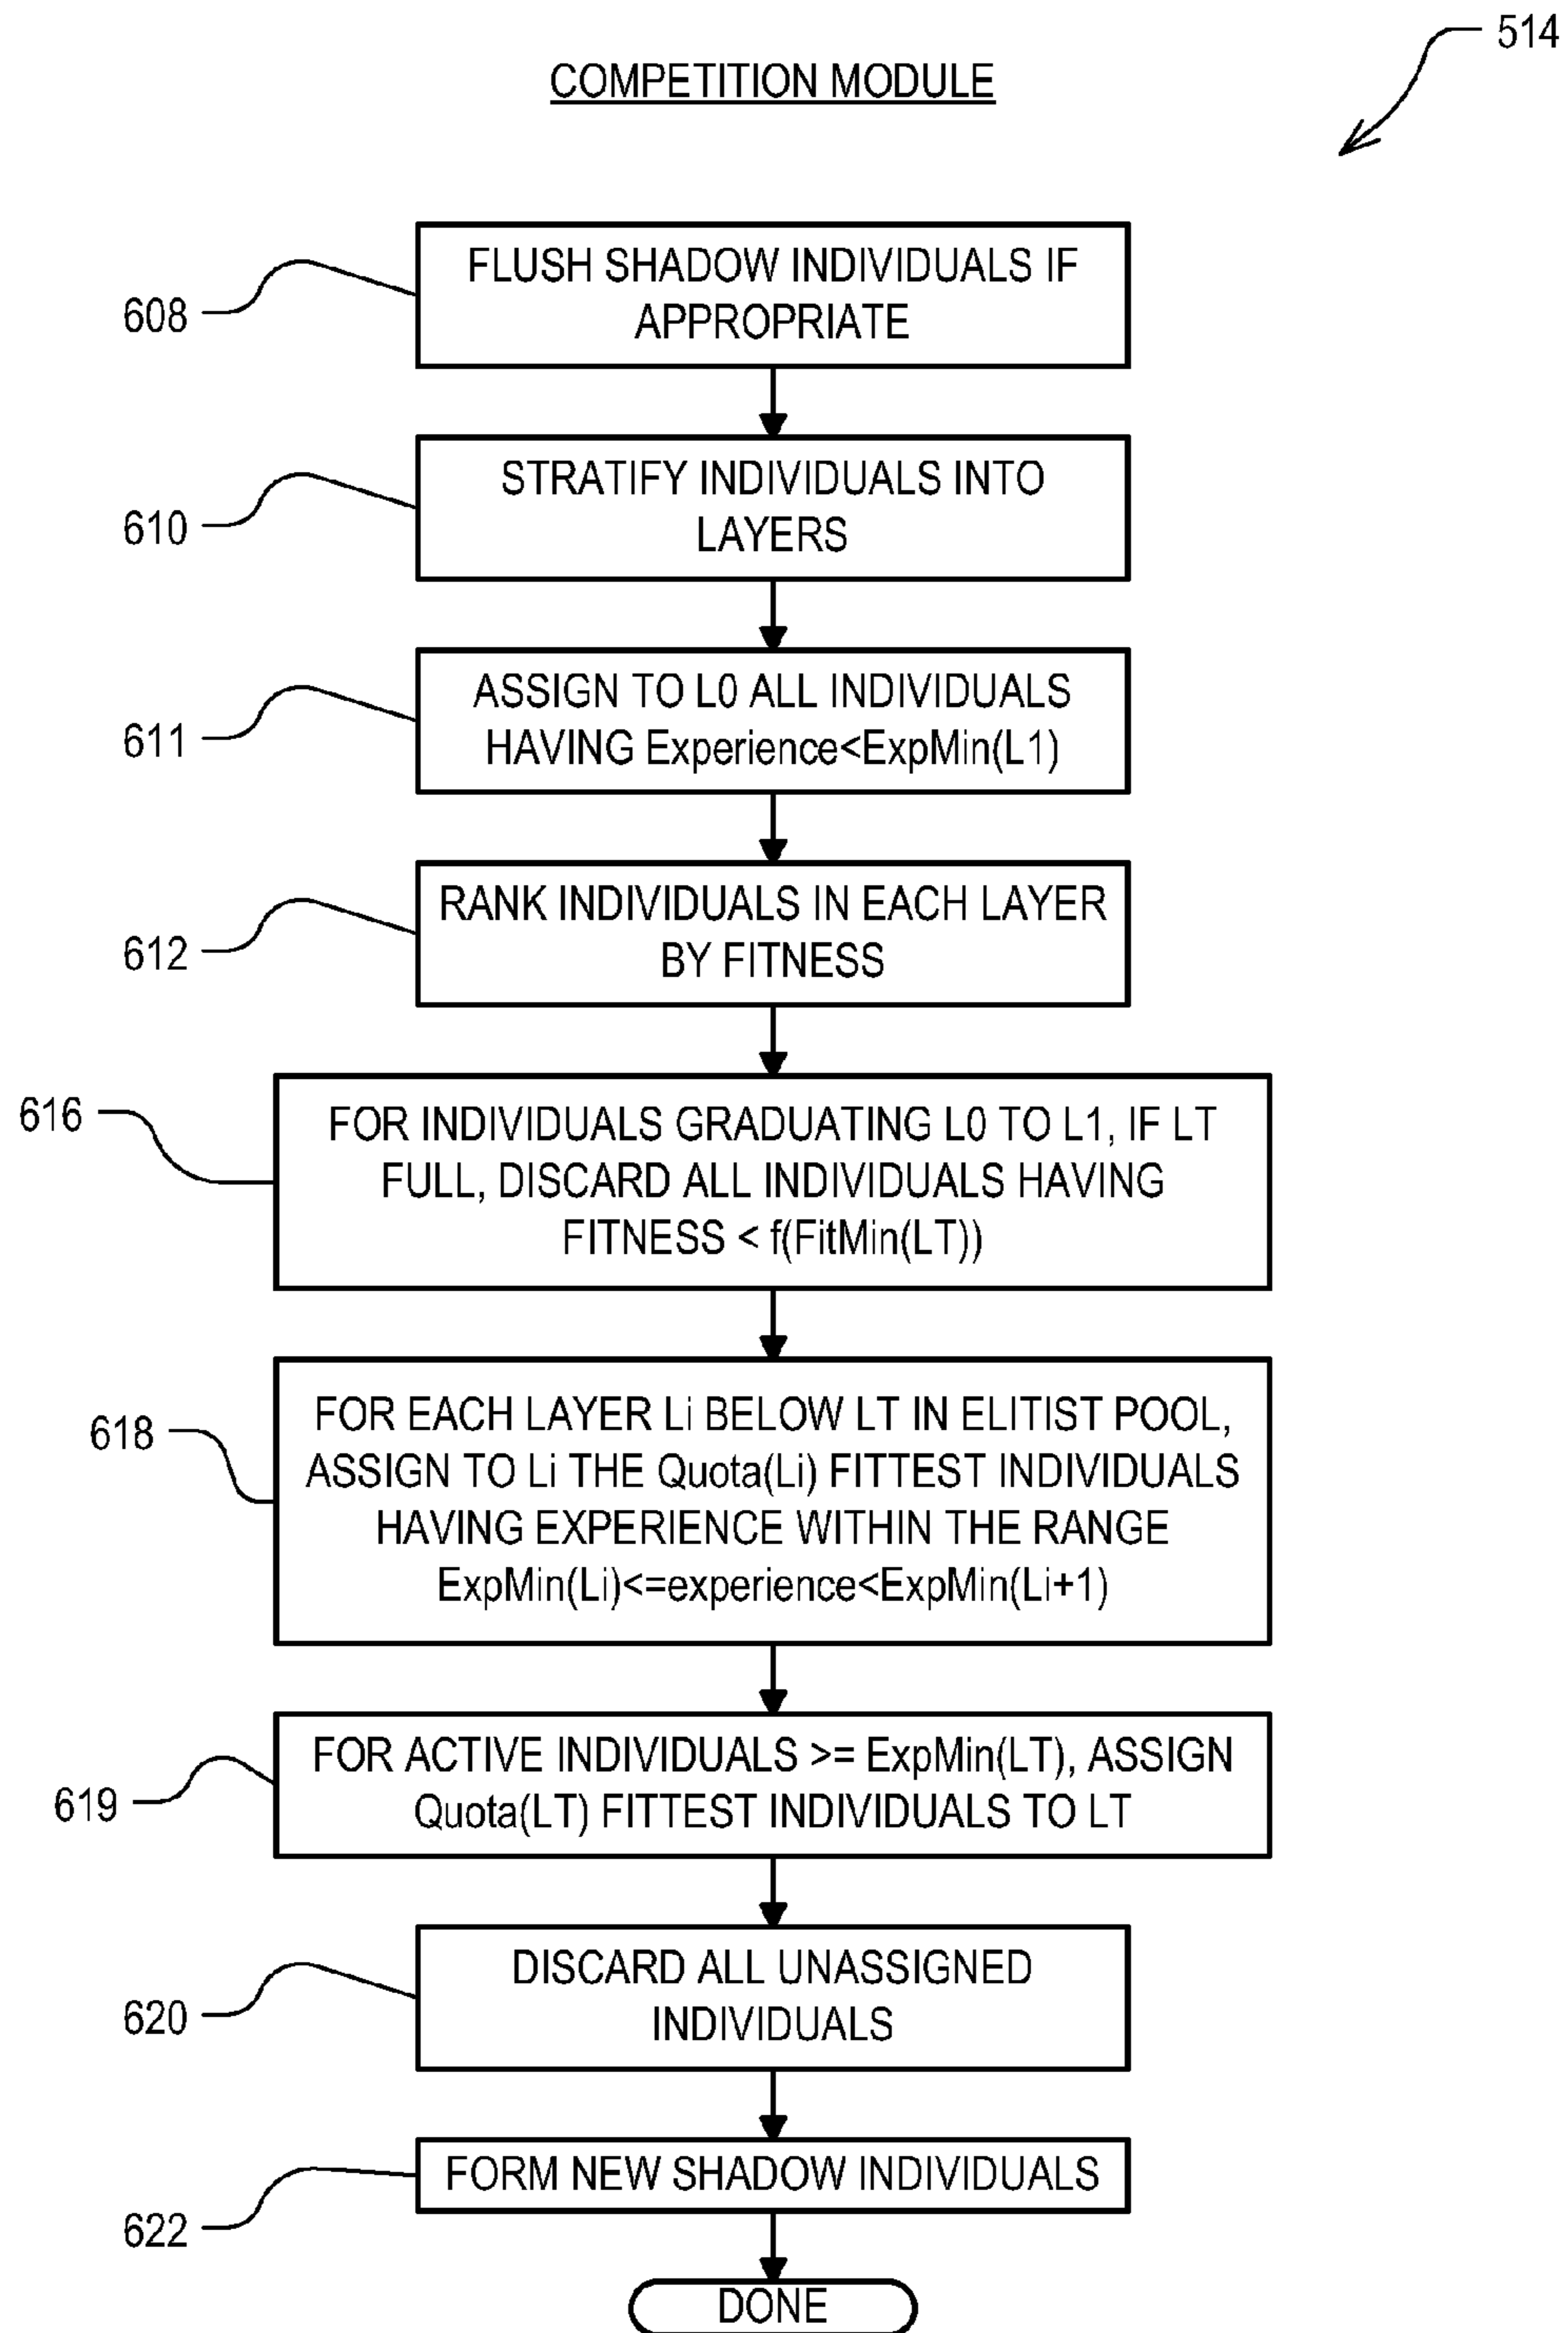 514
COMPETITION MODULE
608
FLUSH SHADOW INDIVIDUALS IF
APPROPRIATE
610
STRATIFY INDIVIDUALS INTO
LAYERS
611
ASSIGN TO L0 ALL INDIVIDUALS
HAVING Experience<ExpMin(L1)
612
RANK INDIVIDUALS IN EACH LAYER
BY FITNESS
616
FOR INDIVIDUALS GRADUATING L0 TO L1, IF LT
FULL, DISCARD ALL INDIVIDUALS HAVING
FITNESS < f(FitMin(LT))
618
FOR EACH LAYER Li BELOW LT IN ELITIST POOL,
ASSIGN TO Li THE Quota(Li) FITTEST INDIVIDUALS
HAVING EXPERIENCE WITHIN THE RANGE
ExpMin(Li)<=experience<ExpMin(Li+1)
619
FOR ACTIVE INDIVIDUALS >= ExpMin(LT), ASSIGN
Quota(LT) FITTEST INDIVIDUALS TO LT
620
DISCARD ALL UNASSIGNED
INDIVIDUALS
622
FORM NEW SHADOW INDIVIDUALS
DONE